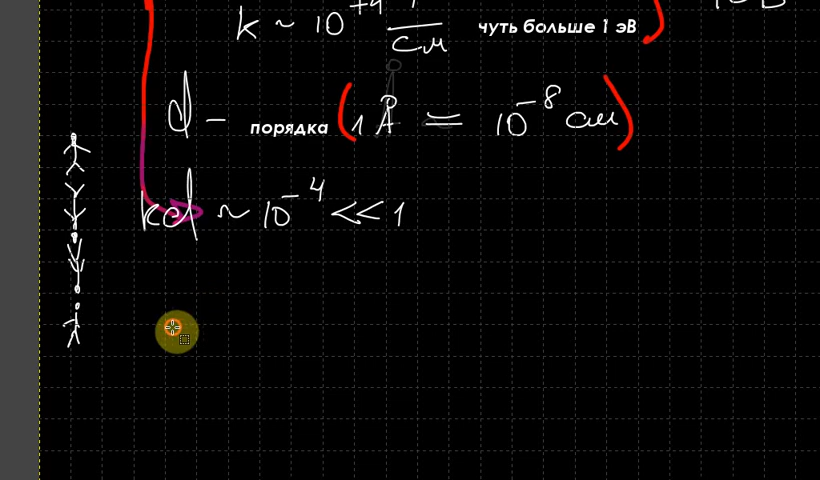 k ~ 10⁺⁴ 1/см чуть больше 1 эВ
d – порядка (1 Å = 10⁻⁸ см)
kd ~ 10⁻⁴ << 1